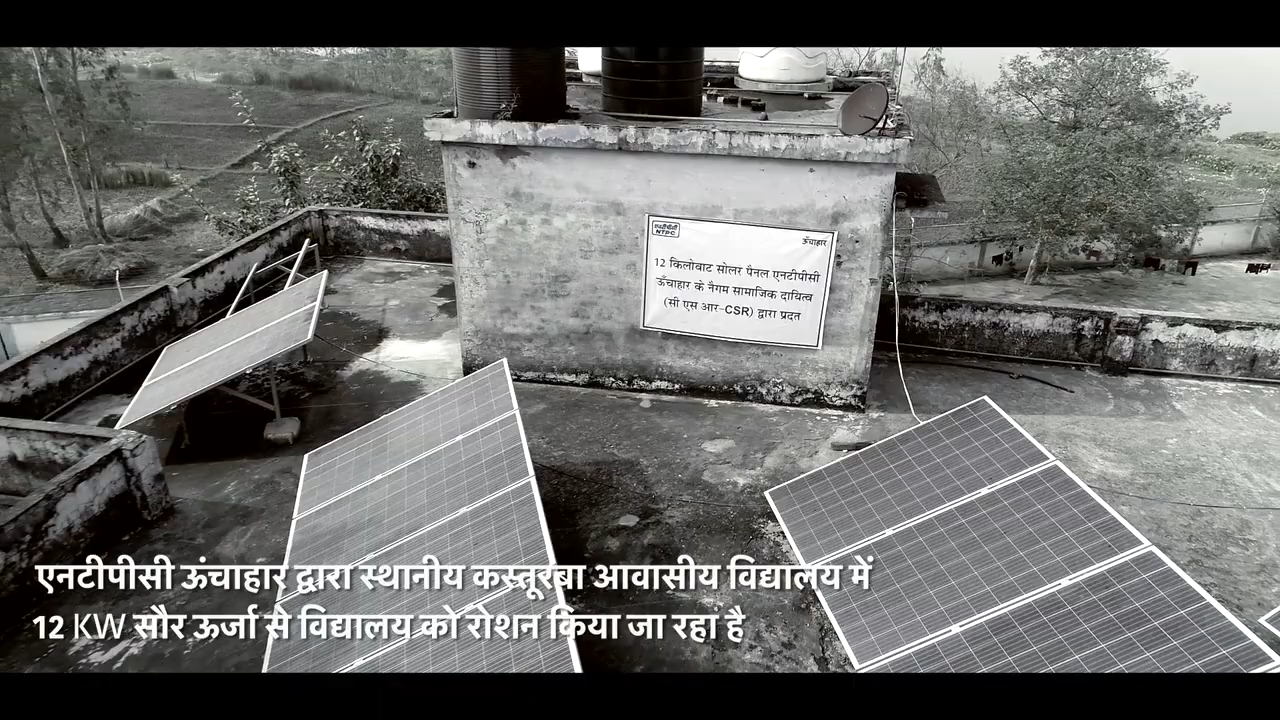 एनटीपीसी
NTPC
ऊँचाहार
12 किलोवाट सोलर पैनल एनटीपीसी
ऊँचाहार के नैगम सामाजिक दायित्व
(सी एस आर-CSR) द्वारा प्रदत
एनटीपीसी ऊंचाहार द्वारा स्थानीय कस्तूरबा आवासीय विद्यालय में
12 KW सौर ऊर्जा से विद्यालय को रोशन किया जा रहां है